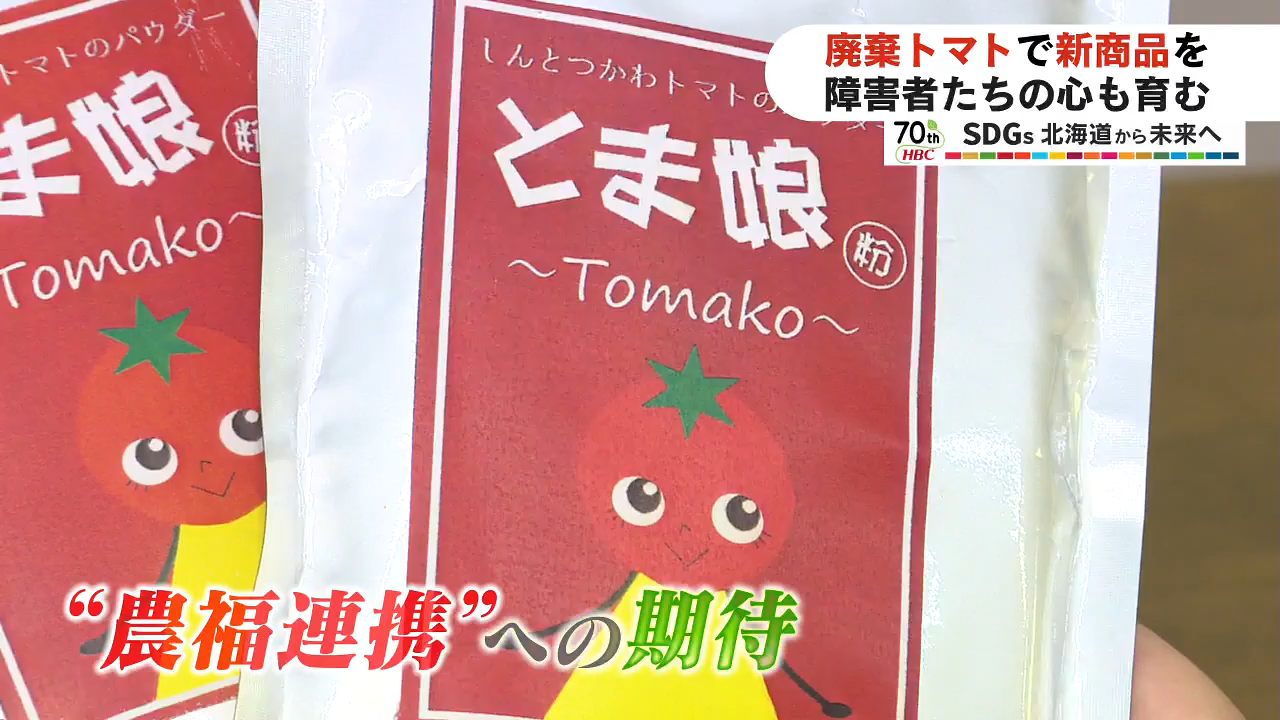 廃棄トマトで新商品を
障害者たちの心も育む
70th
HBC
SDGs 北海道から未来へ
トマトのパウダー
ま娘
粉
Tomako～
しんとつかわトマトの
とま娘
粉
～Tomako～
“農福連携”への期待